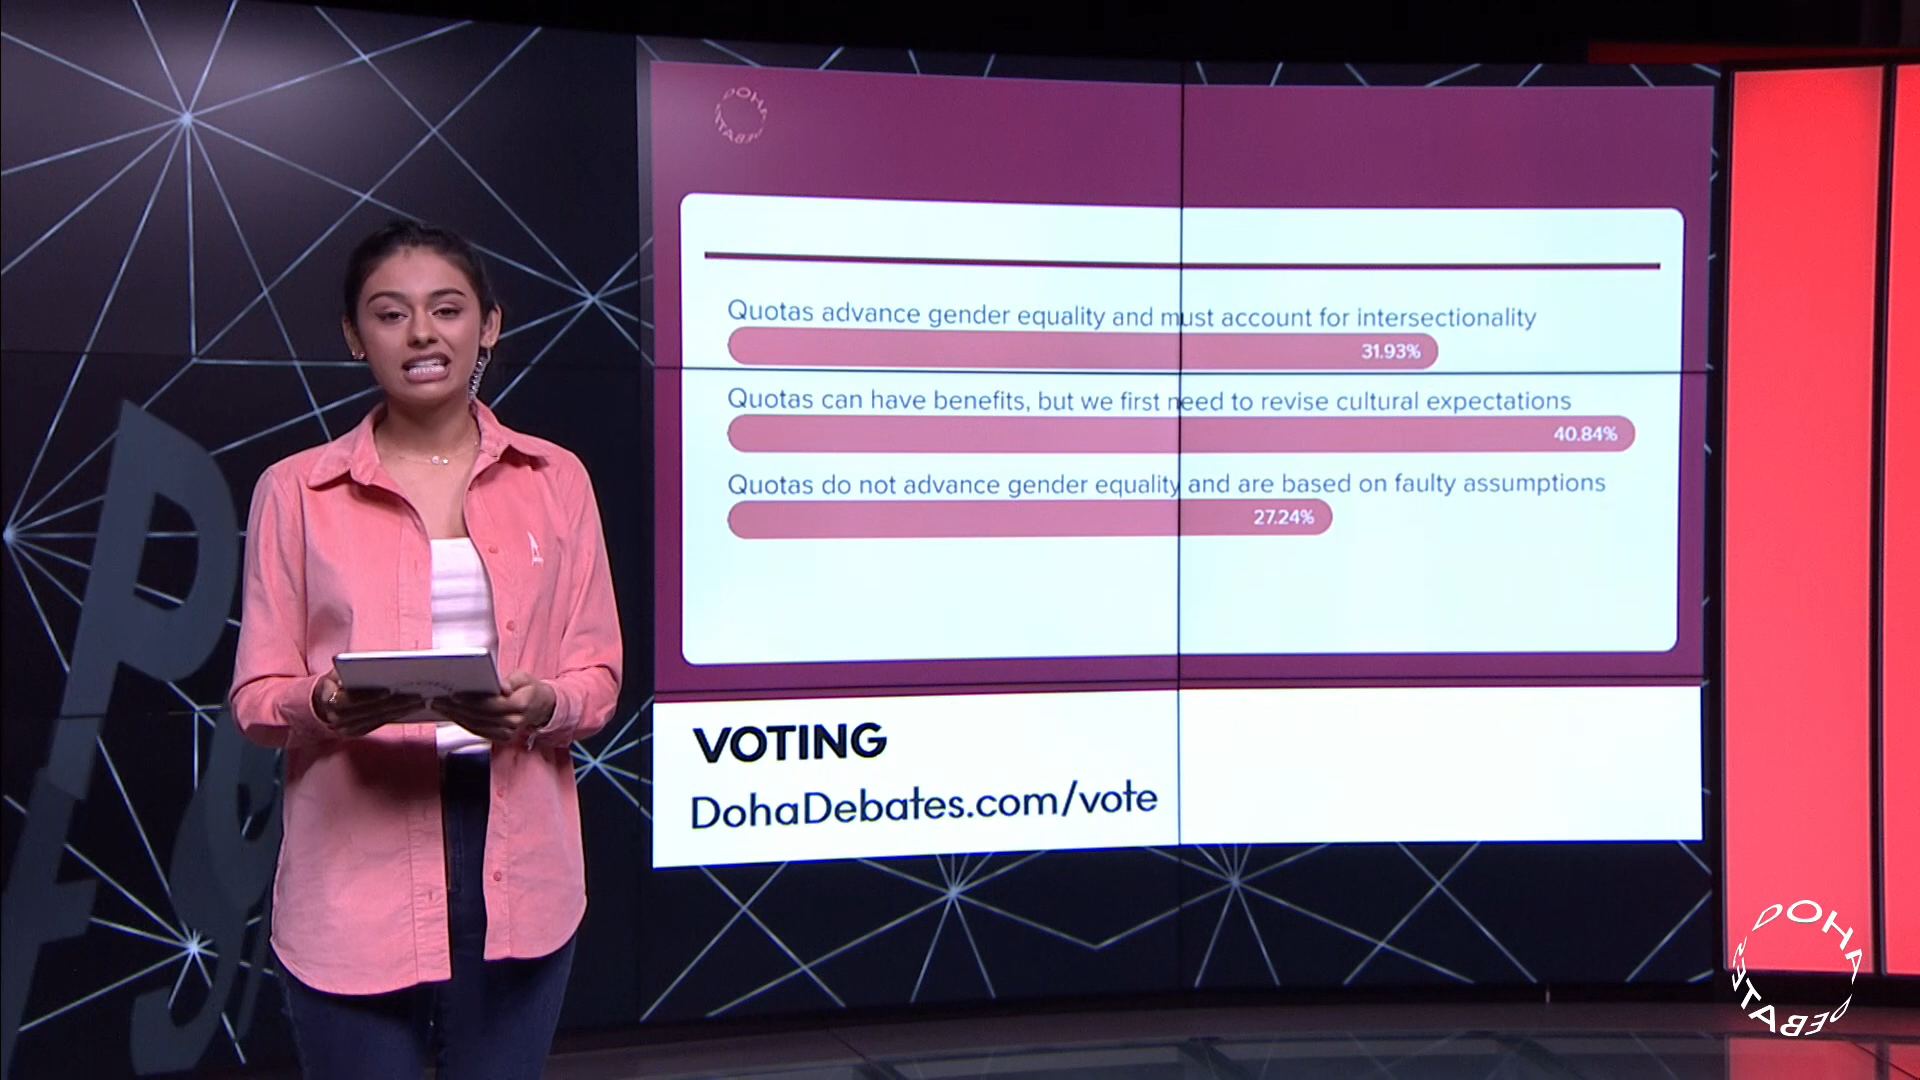 DOHA
DEBATES
Quotas advance gender equality and must account for intersectionality
31.93%
Quotas can have benefits, but we first need to revise cultural expectations
40.84%
Quotas do not advance gender equality and are based on faulty assumptions
27.24%
VOTING
DohaDebates.com/vote
DOHA
DEBATES